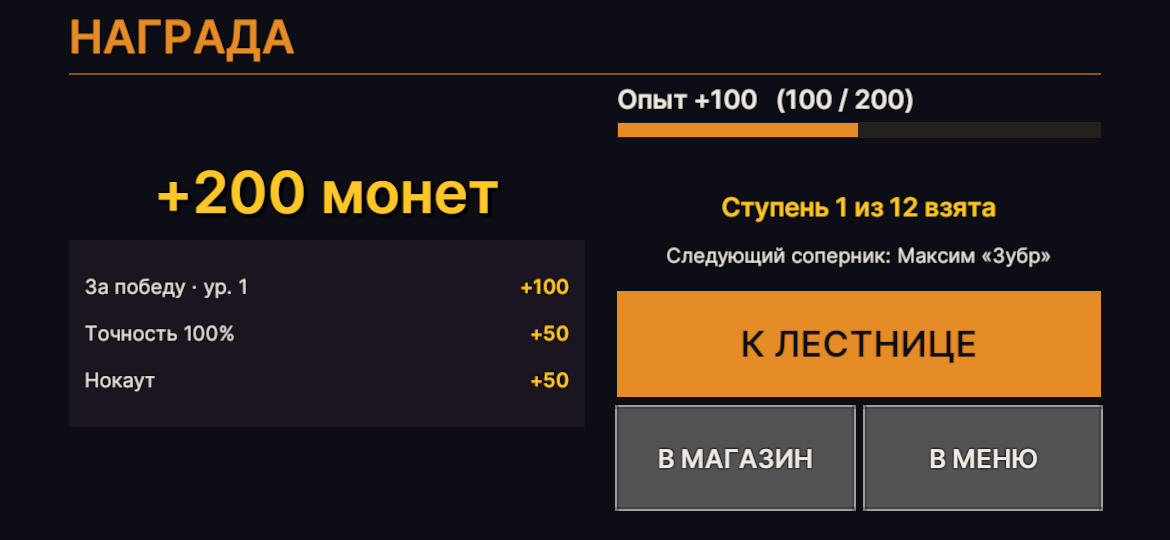 НАГРАДА
Опыт +100 (100 / 200)
+200 монет
За победу · ур. 1 +100
Точность 100% +50
Нокаут +50
Ступень 1 из 12 взята
Следующий соперник: Максим «Зубр»
К ЛЕСТНИЦЕ
В МАГАЗИН
В МЕНЮ